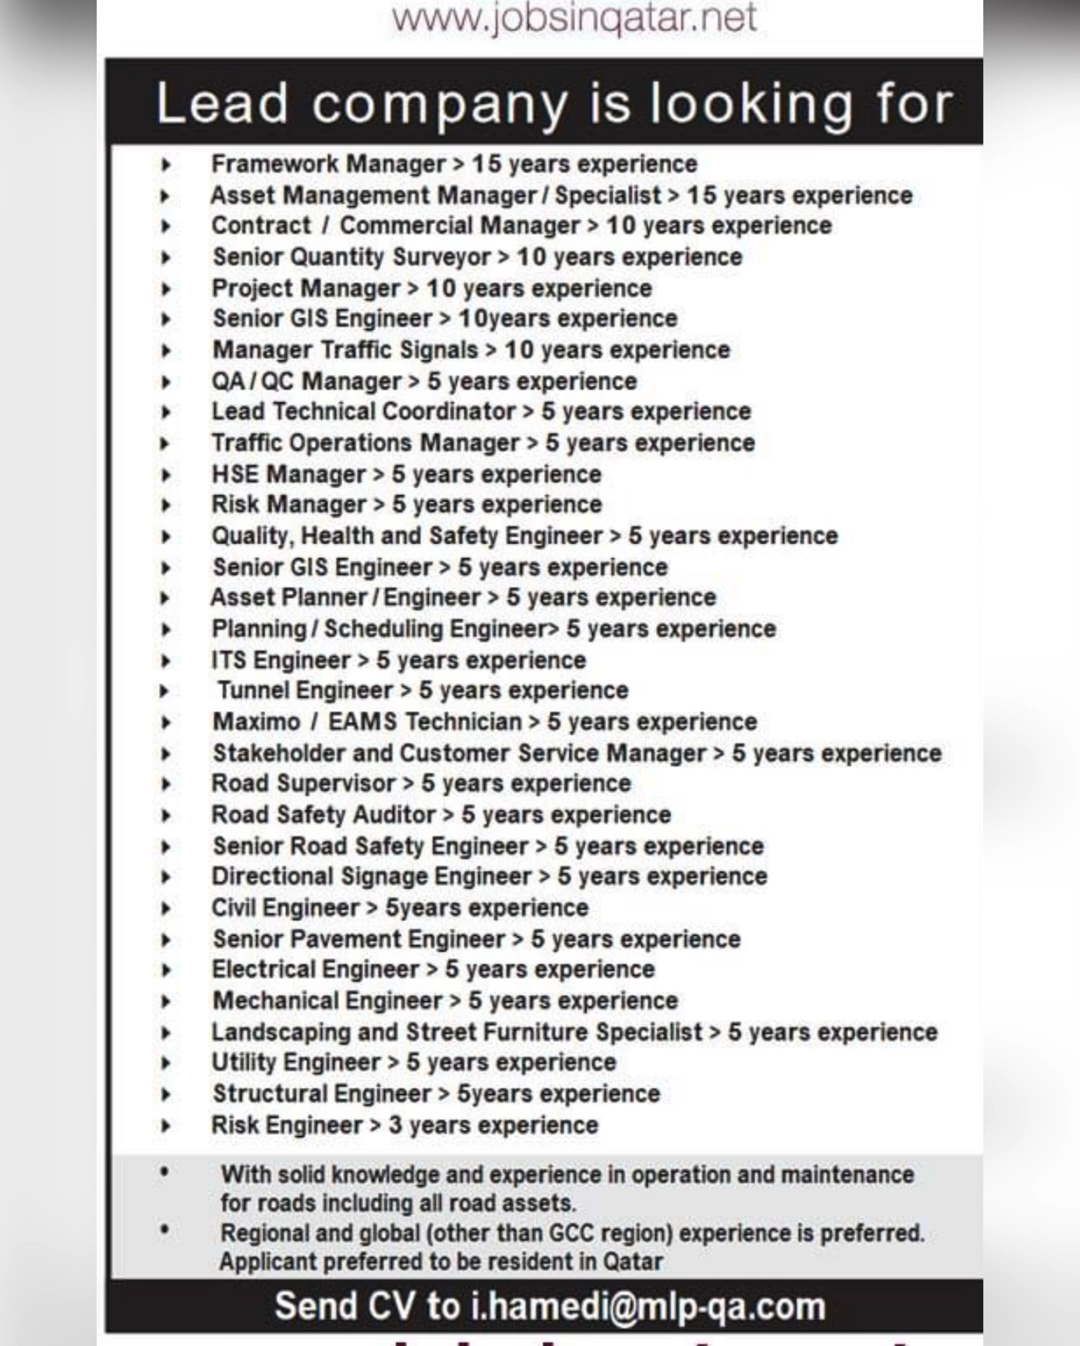 www.jobsinqatar.net
Lead company is looking for
Framework Manager > 15 years experience
Asset Management Manager / Specialist > 15 years experience
Contract / Commercial Manager > 10 years experience
Senior Quantity Surveyor > 10 years experience
Project Manager > 10 years experience
Senior GIS Engineer > 10years experience
Manager Traffic Signals > 10 years experience
QA / QC Manager > 5 years experience
Lead Technical Coordinator > 5 years experience
Traffic Operations Manager > 5 years experience
HSE Manager > 5 years experience
Risk Manager > 5 years experience
Quality, Health and Safety Engineer > 5 years experience
Senior GIS Engineer > 5 years experience
Asset Planner / Engineer > 5 years experience
Planning / Scheduling Engineer> 5 years experience
ITS Engineer > 5 years experience
Tunnel Engineer > 5 years experience
Maximo / EAMS Technician > 5 years experience
Stakeholder and Customer Service Manager > 5 years experience
Road Supervisor > 5 years experience
Road Safety Auditor > 5 years experience
Senior Road Safety Engineer > 5 years experience
Directional Signage Engineer > 5 years experience
Civil Engineer > 5years experience
Senior Pavement Engineer > 5 years experience
Electrical Engineer > 5 years experience
Mechanical Engineer > 5 years experience
Landscaping and Street Furniture Specialist > 5 years experience
Utility Engineer > 5 years experience
Structural Engineer > 5years experience
Risk Engineer > 3 years experience
• With solid knowledge and experience in operation and maintenance
for roads including all road assets.
• Regional and global (other than GCC region) experience is preferred.
Applicant preferred to be resident in Qatar
Send CV to i.hamedi@mlp-qa.com